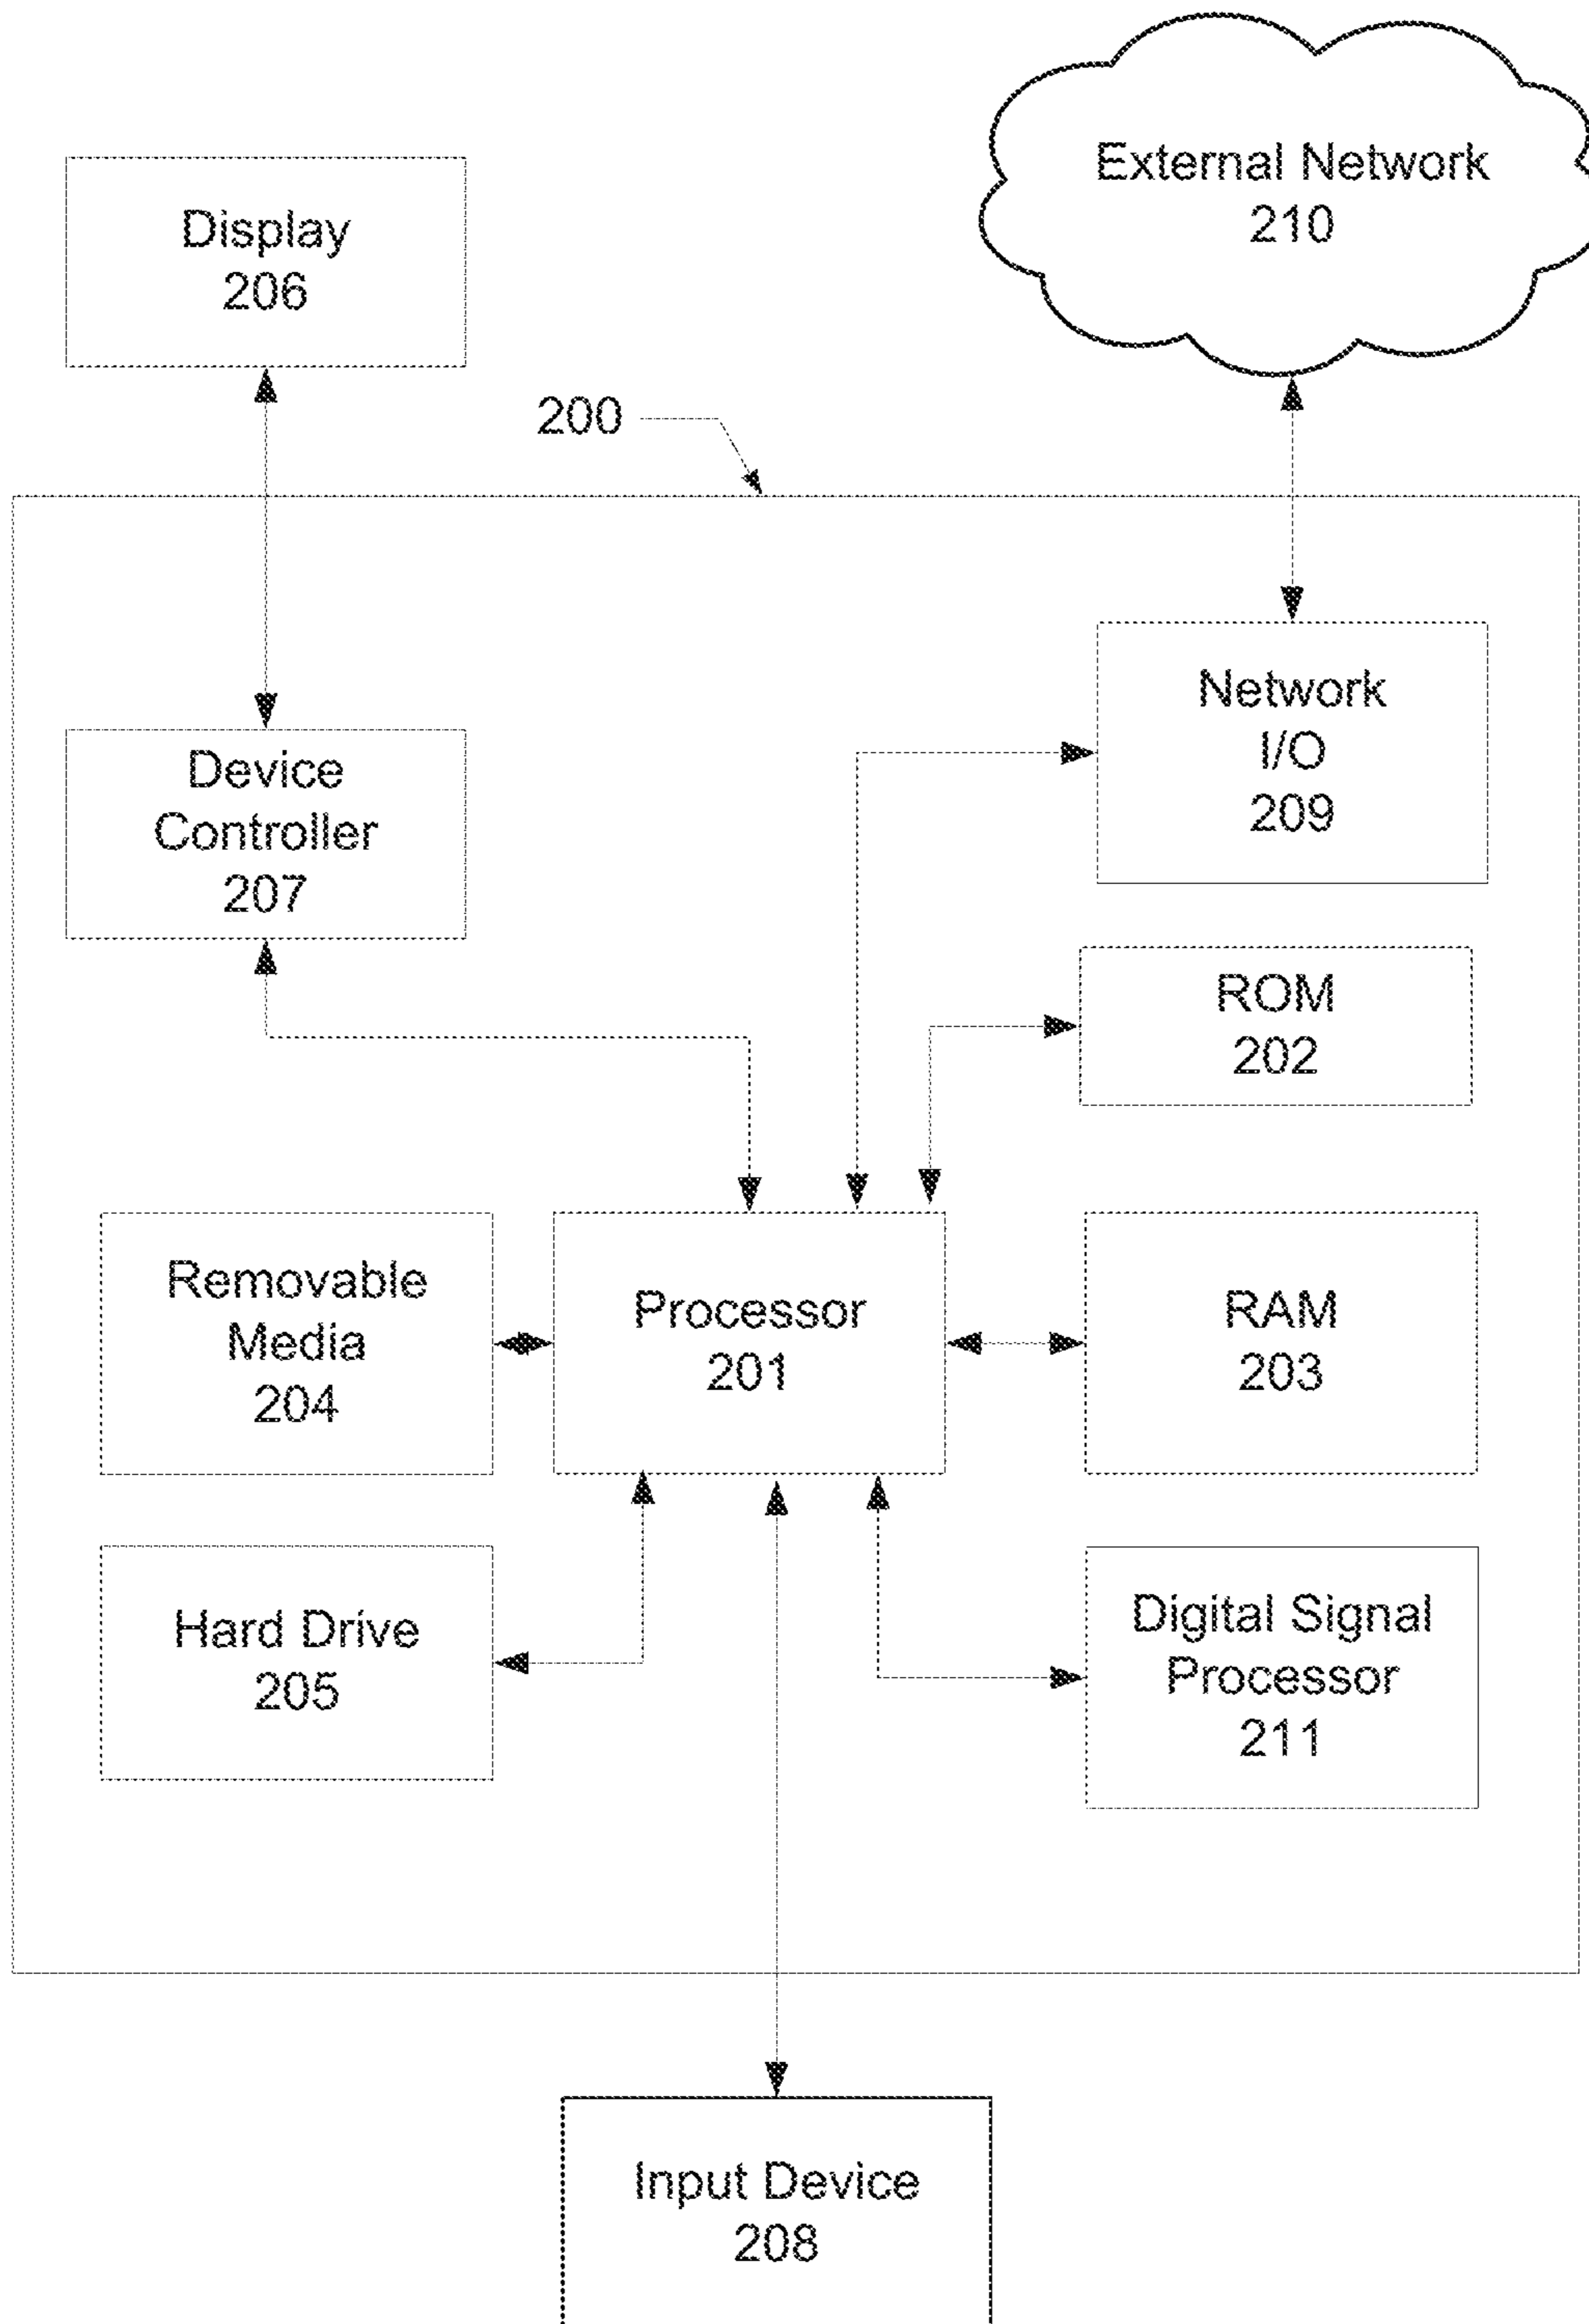 External Network
210
Display
206
200
Network
I/O
209
Device
Controller
207
ROM
202
Removable
Media
204
Processor
201
RAM
203
Hard Drive
205
Digital Signal
Processor
211
Input Device
208